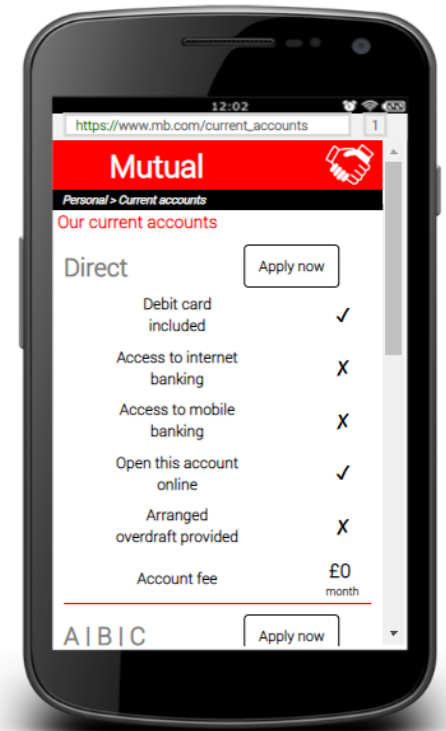 12:02
https://www.mb.com/current_accounts
1
Mutual
Personal > Current accounts
Our current accounts
Direct
Apply now
Debit card
included
✓
Access to internet
banking
✗
Access to mobile
banking
✗
Open this account
online
✓
Arranged
overdraft provided
✗
Account fee
£0
month
A | B | C
Apply now